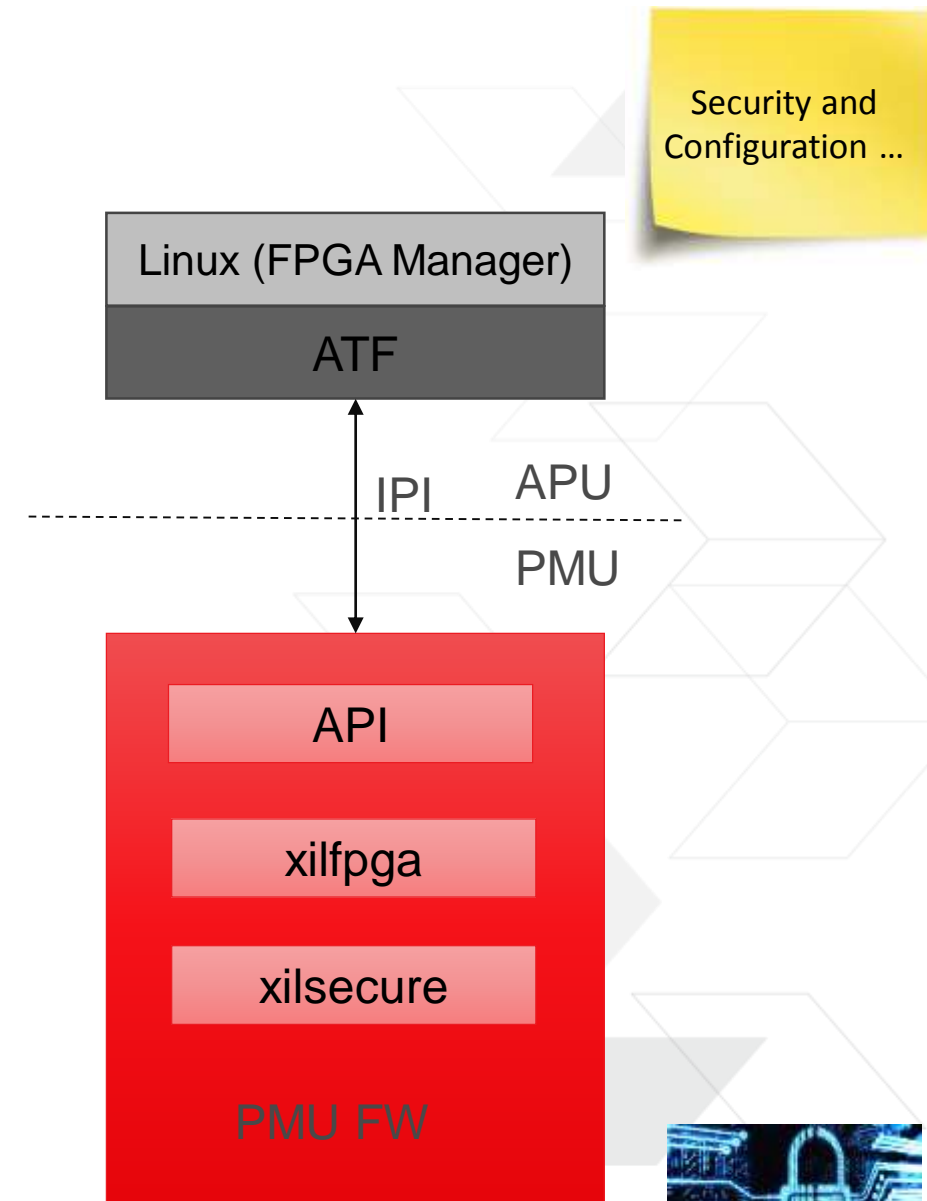 Security and
Configuration …
Linux (FPGA Manager)
ATF
IPI
APU
PMU
API
xilfpga
xilsecure
PMU FW